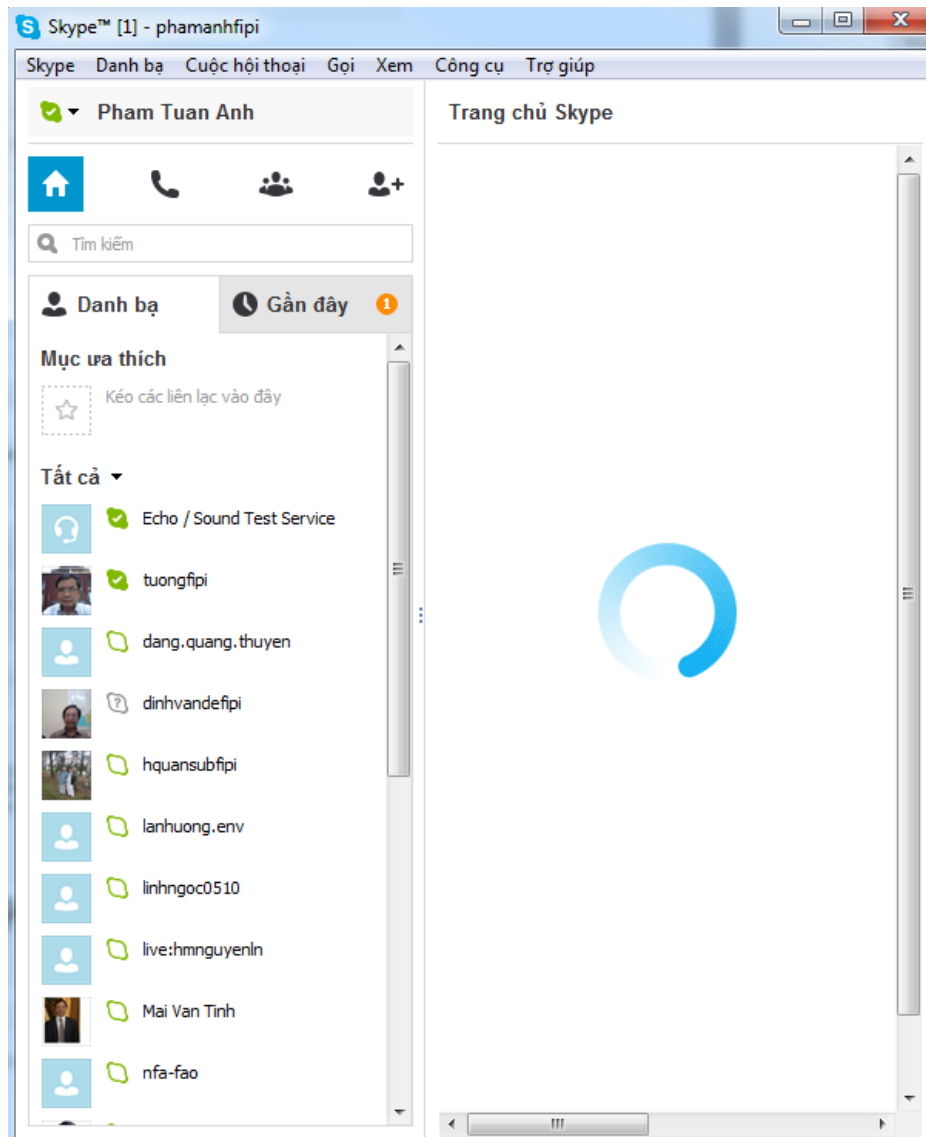 Skype™ [1] - phamanhfipi
Skype Danh bạ Cuộc hội thoại Gọi Xem Công cụ Trợ giúp
Pham Tuan Anh
Trang chủ Skype
Tìm kiếm
Danh bạ
Gần đây 1
Mục ưa thích
Kéo các liên lạc vào đây
Tất cả
Echo / Sound Test Service
tuongfipi
dang.quang.thuyen
dinhvandefipi
hquansubfipi
lanhuong.env
linhngoc0510
live:hmnguyenln
Mai Van Tinh
nfa-fao